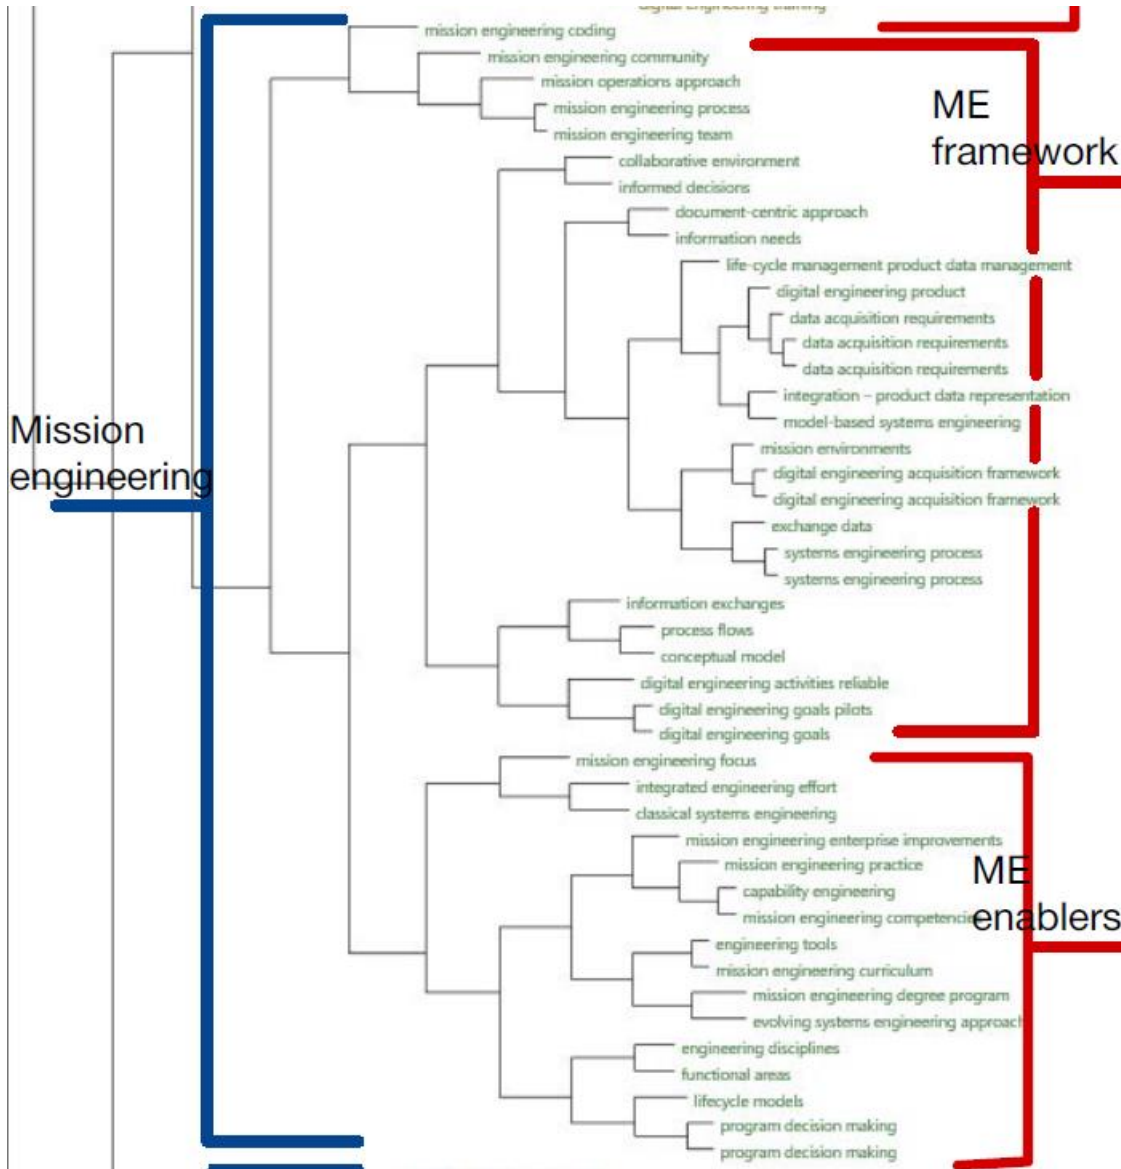 digital engineering training
mission engineering coding
mission engineering community
mission operations approach
mission engineering process
mission engineering team
ME
framework
collaborative environment
informed decisions
document-centric approach
information needs
life-cycle management product data management
digital engineering product
data acquisition requirements
data acquisition requirements
data acquisition requirements
integration – product data representation
model-based systems engineering
Mission
engineering
mission environments
digital engineering acquisition framework
digital engineering acquisition framework
exchange data
systems engineering process
systems engineering process
information exchanges
process flows
conceptual model
digital engineering activities reliable
digital engineering goals pilots
digital engineering goals
mission engineering focus
integrated engineering effort
classical systems engineering
mission engineering enterprise improvements
mission engineering practice
capability engineering
mission engineering competencies
ME
enablers
engineering tools
mission engineering curriculum
mission engineering degree program
evolving systems engineering approach
engineering disciplines
functional areas
lifecycle models
program decision making
program decision making